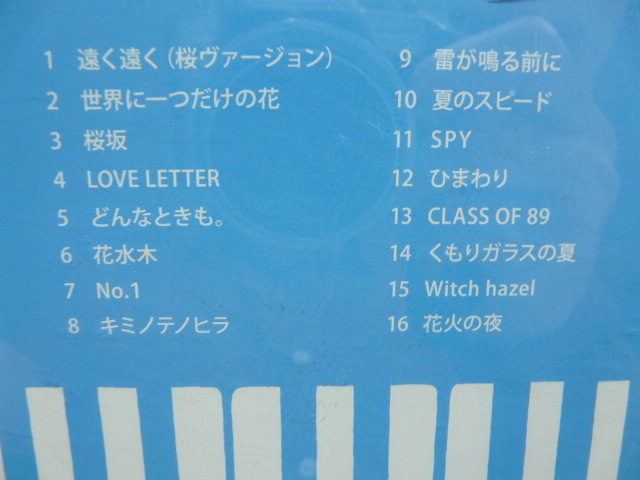 1 遠く遠く（桜ヴァージョン）
2 世界に一つだけの花
3 桜坂
4 LOVE LETTER
5 どんなときも。
6 花水木
7 No.1
8 キミノテノヒラ
9 雷が鳴る前に
10 夏のスピード
11 SPY
12 ひまわり
13 CLASS OF 89
14 くもりガラスの夏
15 Witch hazel
16 花火の夜